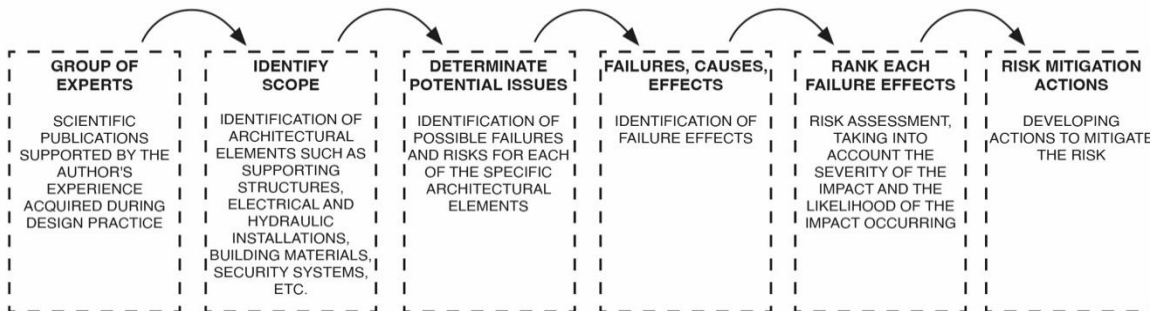 GROUP OF
EXPERTS
SCIENTIFIC
PUBLICATIONS
SUPPORTED BY THE
AUTHOR'S
EXPERIENCE
ACQUIRED DURING
DESIGN PRACTICE
IDENTIFY
SCOPE
IDENTIFICATION OF
ARCHITECTURAL
ELEMENTS SUCH AS
SUPPORTING
STRUCTURES,
ELECTRICAL AND
HYDRAULIC
INSTALLATIONS,
BUILDING MATERIALS,
SECURITY SYSTEMS,
ETC.
DETERMINATE
POTENTIAL ISSUES
IDENTIFICATION OF
POSSIBLE FAILURES
AND RISKS FOR EACH
OF THE SPECIFIC
ARCHITECTURAL
ELEMENTS
FAILURES, CAUSES,
EFFECTS
IDENTIFICATION OF
FAILURE EFFECTS
RANK EACH
FAILURE EFFECTS
RISK ASSESSMENT,
TAKING INTO
ACCOUNT THE
SEVERITY OF THE
IMPACT AND THE
LIKELIHOOD OF THE
IMPACT OCCURRING
RISK MITIGATION
ACTIONS
DEVELOPING
ACTIONS TO MITIGATE
THE RISK